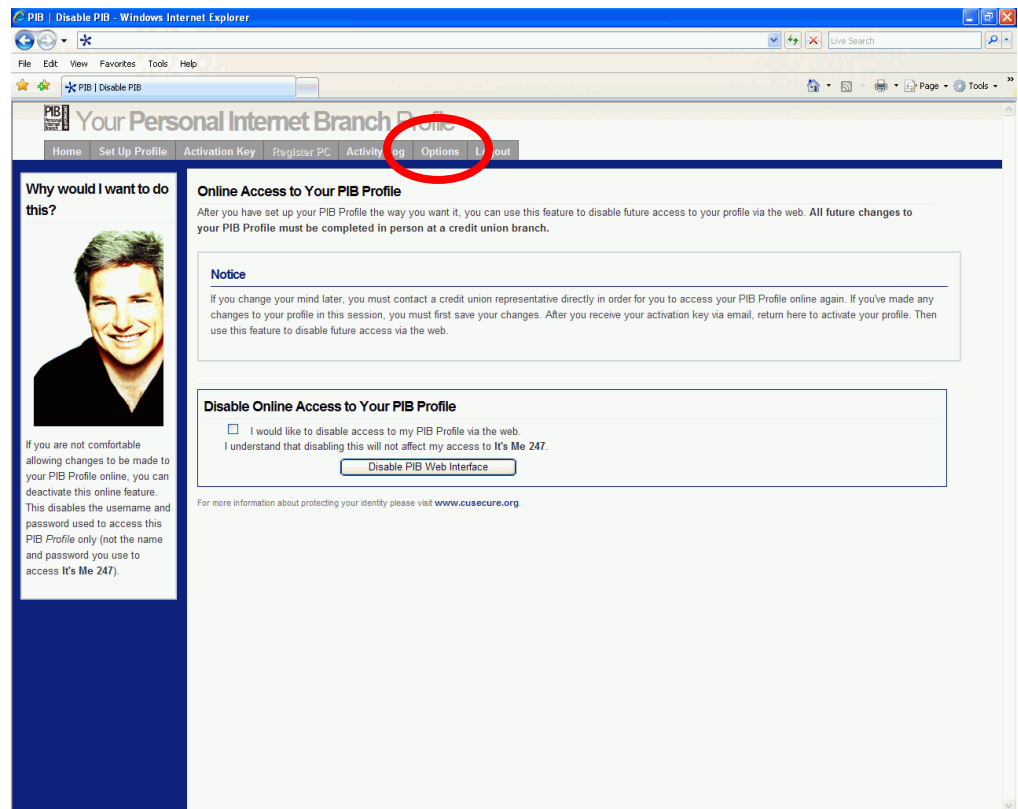 PIB | Disable PIB - Windows Internet Explorer
Live Search
File Edit View Favorites Tools Help
PIB | Disable PIB
Page Tools
PIB
Personal
Internet
Branch
Your Personal Internet Branch Profile
Home Set Up Profile Activation Key Register PC Activity Log Options Logout
Why would I want to do
this?
If you are not comfortable
allowing changes to be made to
your PIB Profile online, you can
deactivate this online feature.
This disables the username and
password used to access this
PIB Profile only (not the name
and password you use to
access It's Me 247).
Online Access to Your PIB Profile
After you have set up your PIB Profile the way you want it, you can use this feature to disable future access to your profile via the web. All future changes to
your PIB Profile must be completed in person at a credit union branch.
Notice
If you change your mind later, you must contact a credit union representative directly in order for you to access your PIB Profile online again. If you've made any
changes to your profile in this session, you must first save your changes. After you receive your activation key via email, return here to activate your profile. Then
use this feature to disable future access via the web.
Disable Online Access to Your PIB Profile
I would like to disable access to my PIB Profile via the web.
I understand that disabling this will not affect my access to It's Me 247.
Disable PIB Web Interface
For more information about protecting your identity please visit www.cusecure.org.